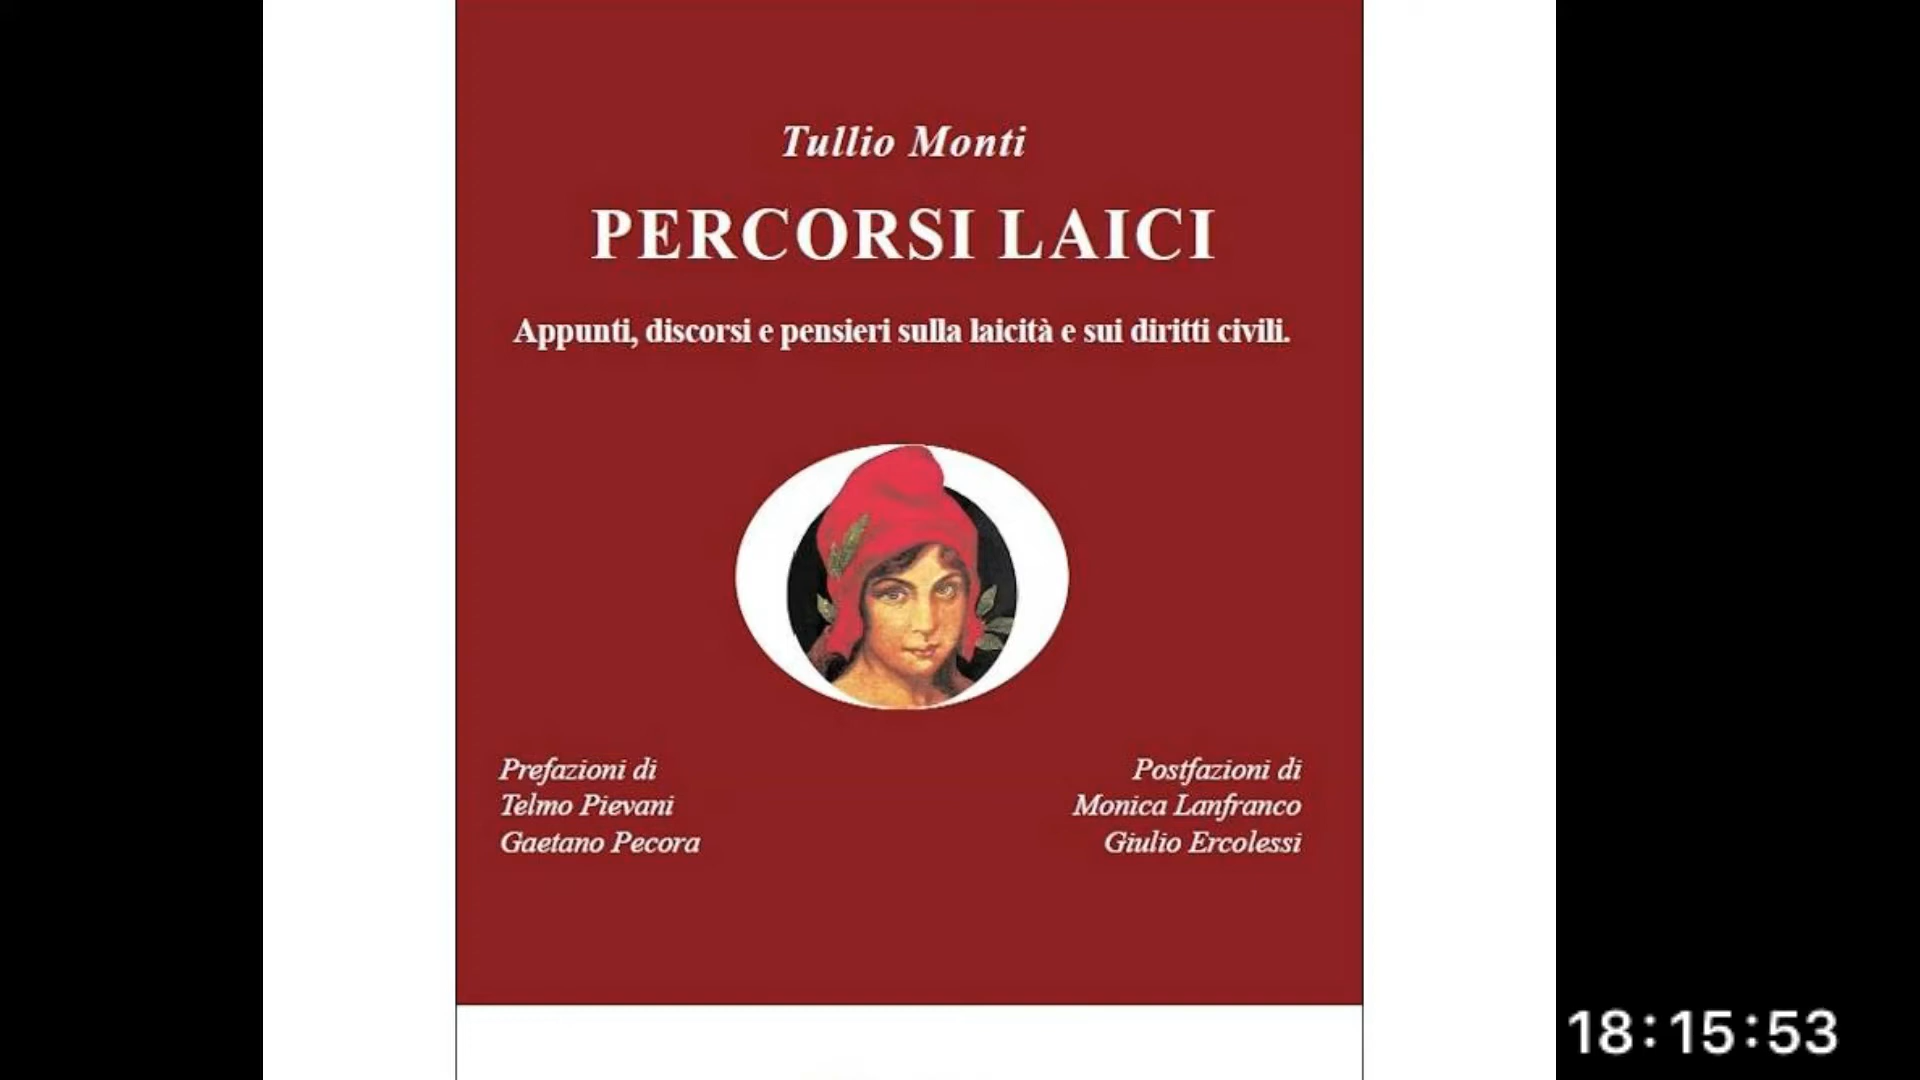 Tullio Monti
PERCORSI LAICI
Appunti, discorsi e pensieri sulla laicità e sui diritti civili.
Prefazioni di
Telmo Pievani
Gaetano Pecora
Postfazioni di
Monica Lanfranco
Giulio Ercolessi
18:15:53